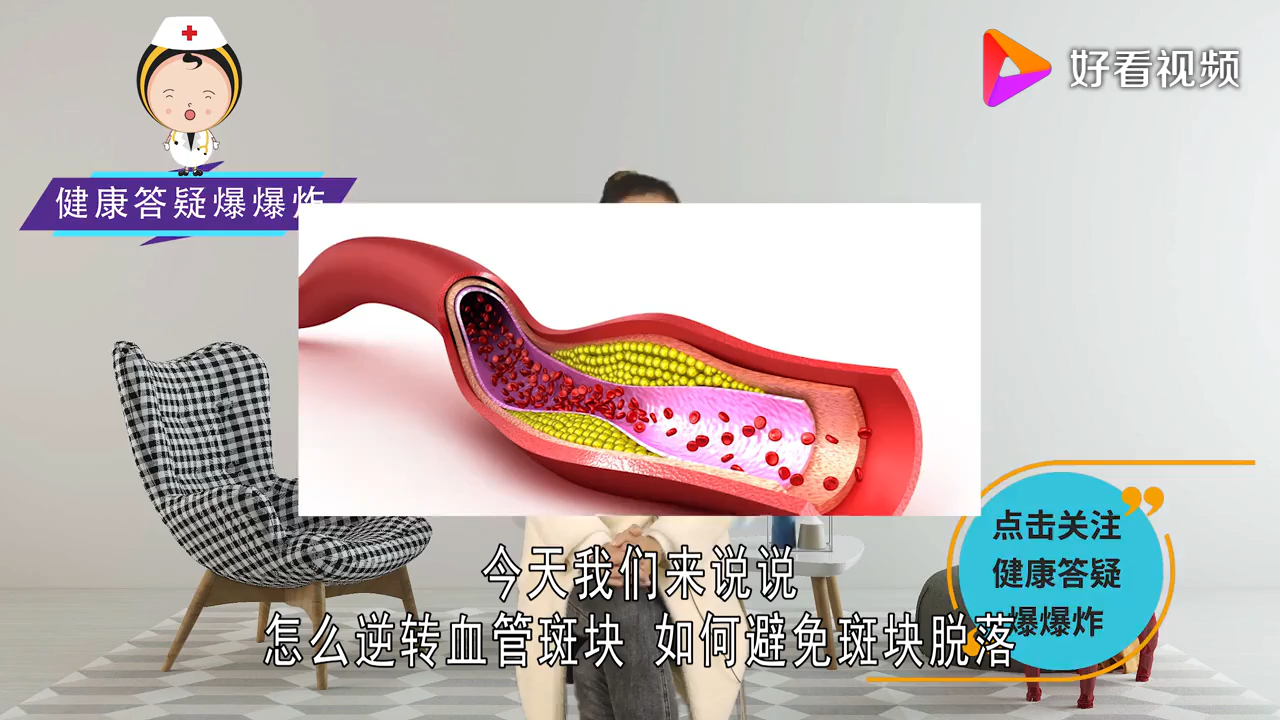 好看视频
健康答疑爆爆炸
点击关注
健康答疑
爆爆炸
今天我们来说说
怎么逆转血管斑块 如何避免斑块脱落